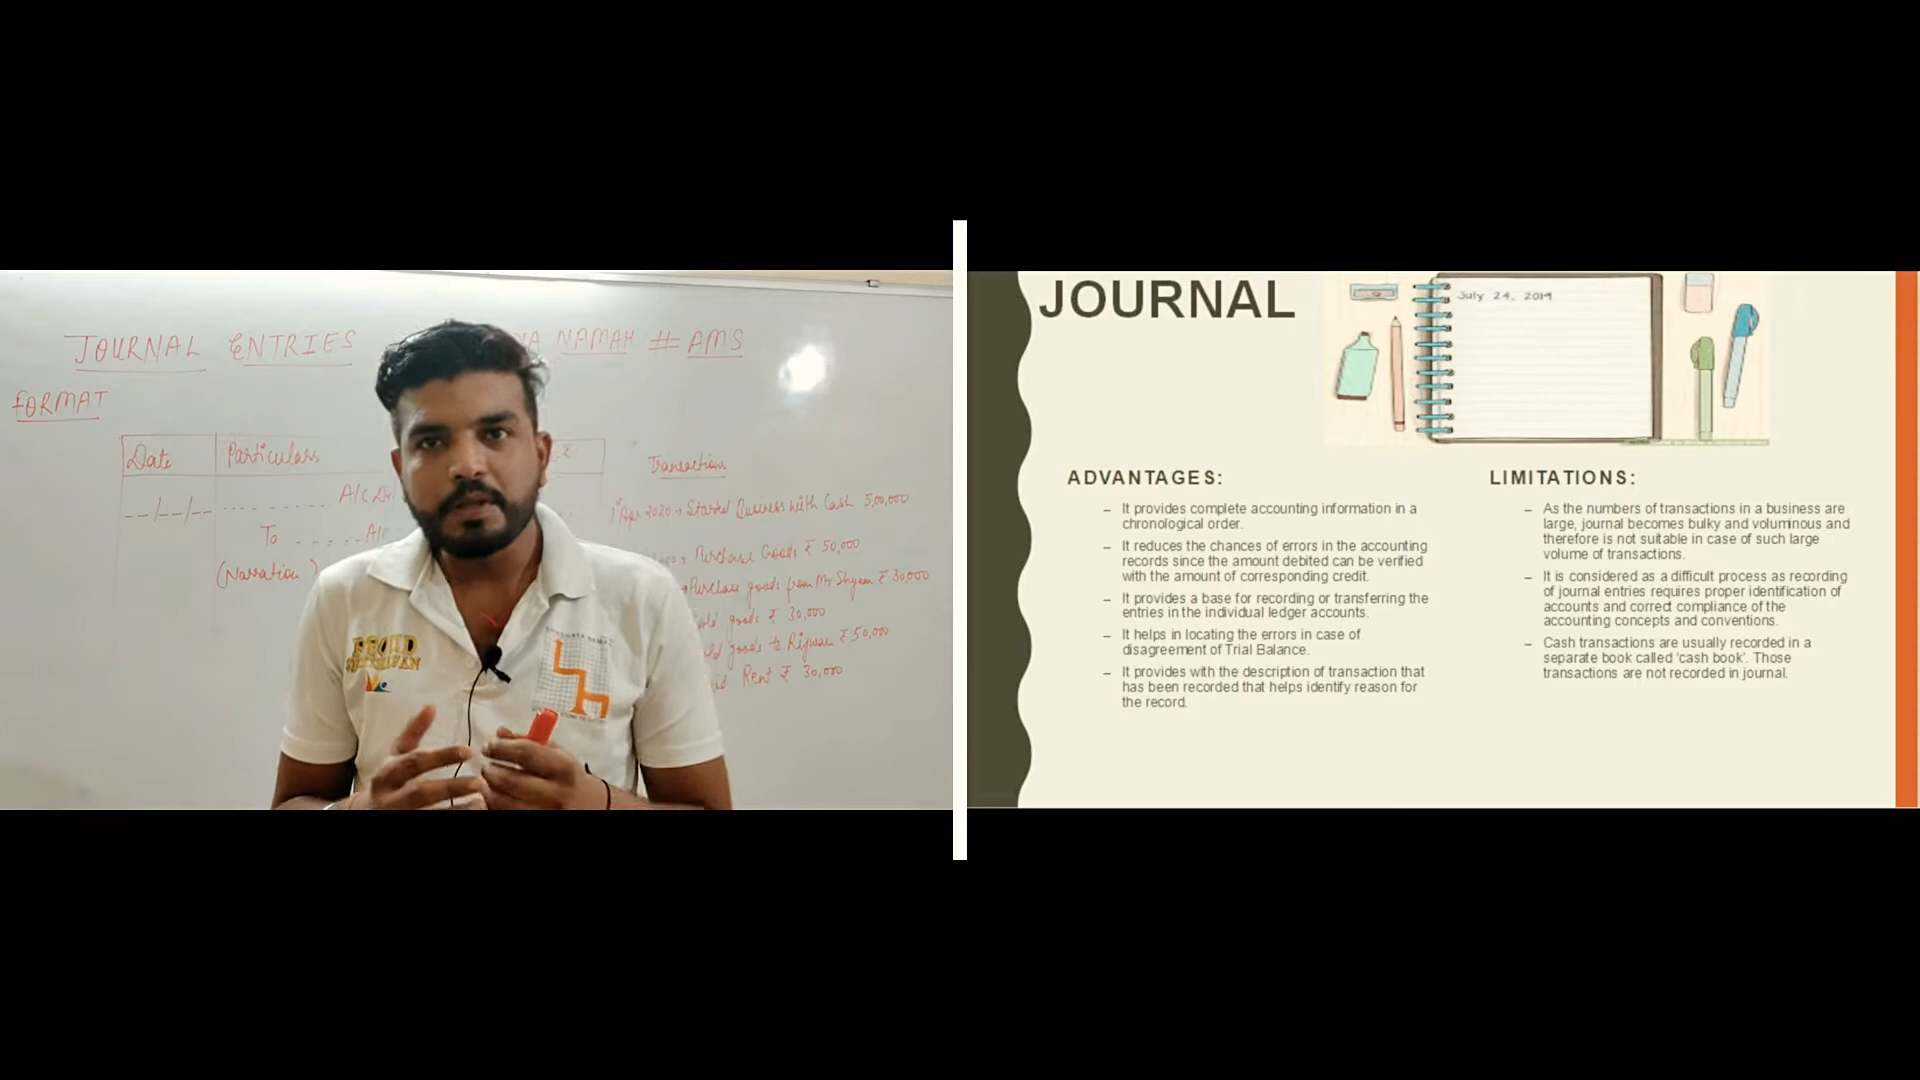 JOURNAL ENTRIES
NAMAH # AMS
FORMAT
Date
Particulars
₹
--/--/--
A/C Dr
To
(Narration)
Transactions
1 Apr 2020 → Started Business with Cash 5,00,000
Purchase Goods ₹ 50,000
Purchase goods from Mr Shyam ₹ 30,000
goods ₹ 30,000
goods to Rijwan ₹ 50,000
Rent ₹ 30,000
PROUD
JOURNAL
July 24, 2019
ADVANTAGES:
– It provides complete accounting information in a
chronological order.
– It reduces the chances of errors in the accounting
records since the amount debited can be verified
with the amount of corresponding credit.
– It provides a base for recording or transferring the
entries in the individual ledger accounts.
– It helps in locating the errors in case of
disagreement of Trial Balance.
– It provides with the description of transaction that
has been recorded that helps identify reason for
the record.
LIMITATIONS:
– As the numbers of transactions in a business are
large, journal becomes bulky and voluminous and
therefore is not suitable in case of such large
volume of transactions.
– It is considered as a difficult process as recording
of journal entries requires proper identification of
accounts and correct compliance of the
accounting concepts and conventions.
– Cash transactions are usually recorded in a
separate book called 'cash book'. Those
transactions are not recorded in journal.